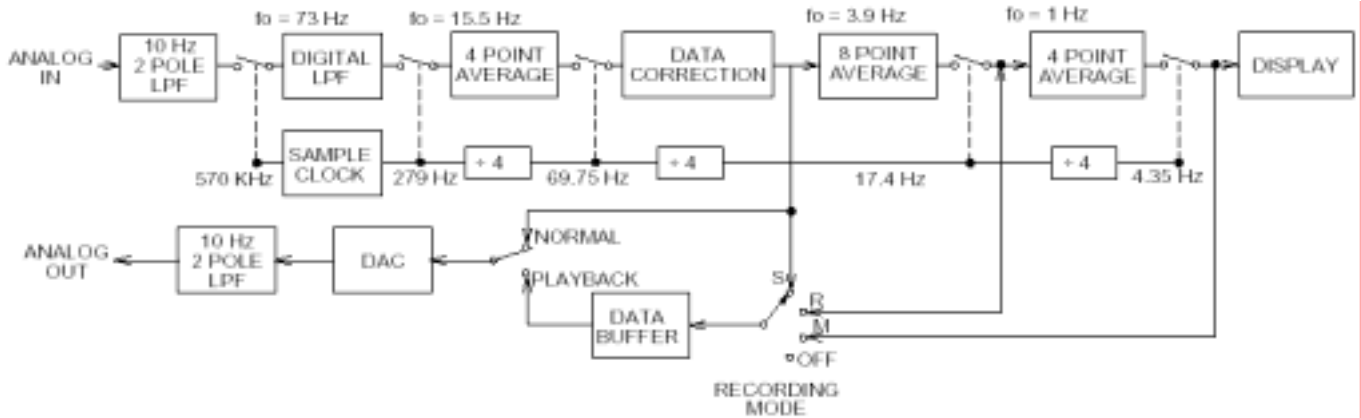 fo = 73 Hz
fo = 15.5 Hz
fo = 3.9 Hz
fo = 1 Hz
ANALOG
IN
10 Hz
2 POLE
LPF
DIGITAL
LPF
4 POINT
AVERAGE
DATA
CORRECTION
8 POINT
AVERAGE
4 POINT
AVERAGE
DISPLAY
570 KHz
SAMPLE
CLOCK
279 Hz
÷ 4
69.75 Hz
÷ 4
17.4 Hz
÷ 4
4.35 Hz
ANALOG
OUT
10 Hz
2 POLE
LPF
DAC
NORMAL
PLAYBACK
DATA
BUFFER
S
R
M
OFF
RECORDING
MODE